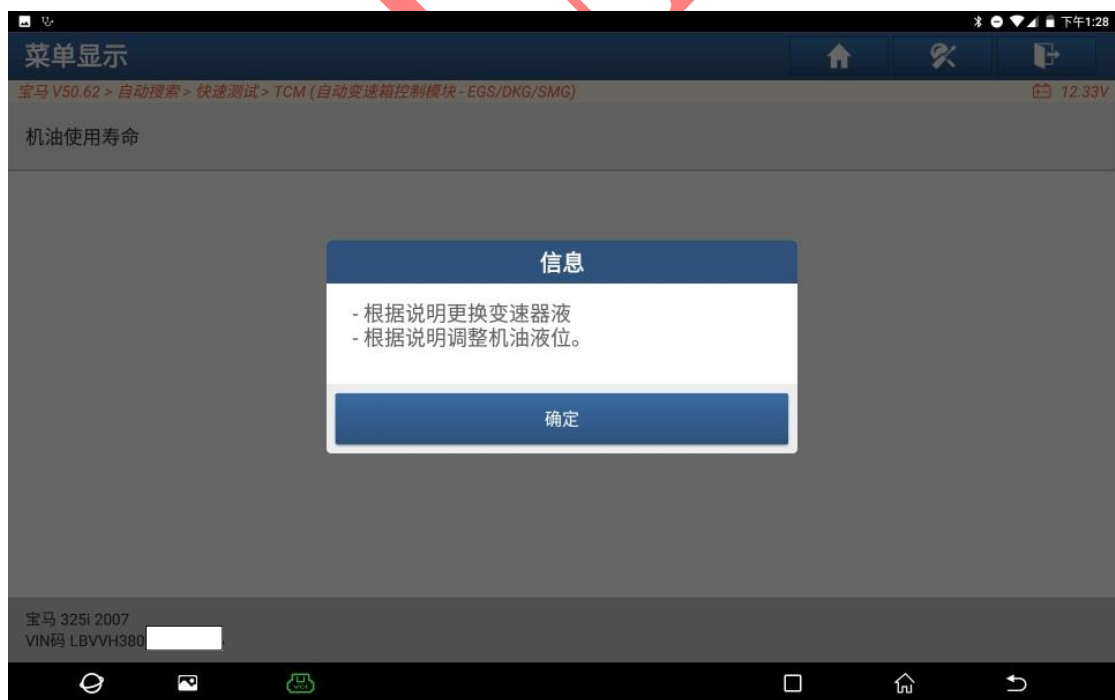 下午1:28
菜单显示
宝马 V50.62 > 自动搜索 > 快速测试 > TCM (自动变速箱控制模块 - EGS/DKG/SMG)
12.33V
机油使用寿命
信息
- 根据说明更换变速器液
- 根据说明调整机油液位。
确定
宝马 325i 2007
VIN码 LBVVH380
VCI